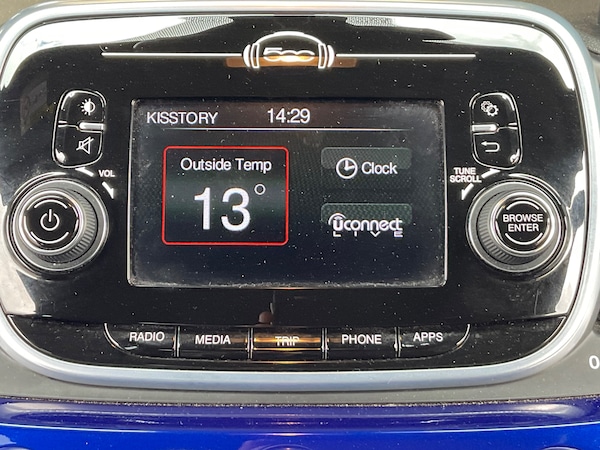 500
KISSTORY 14:29
Outside Temp
13°
Clock
uconnect
LIVE
VOL
TUNE
SCROLL
BROWSE
ENTER
RADIO MEDIA TRIP PHONE APPS
0